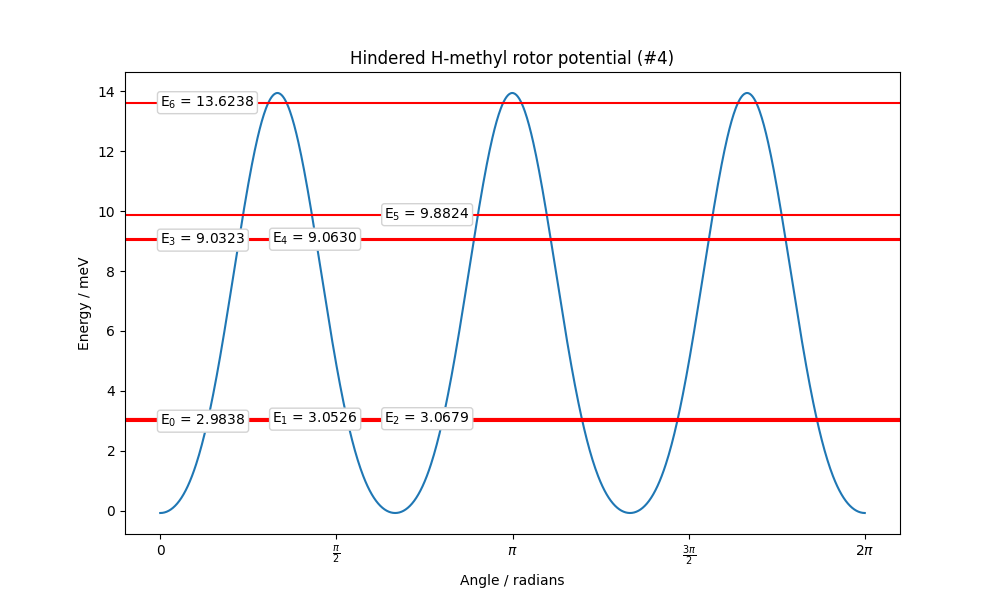 Hindered H-methyl rotor potential (#4)
14
12
10
8
6
4
2
0
Energy / meV
E₆ = 13.6238
E₅ = 9.8824
E₃ = 9.0323
E₄ = 9.0630
E₀ = 2.9838
E₁ = 3.0526
E₂ = 3.0679
0
π/2
π
3π/2
2π
Angle / radians